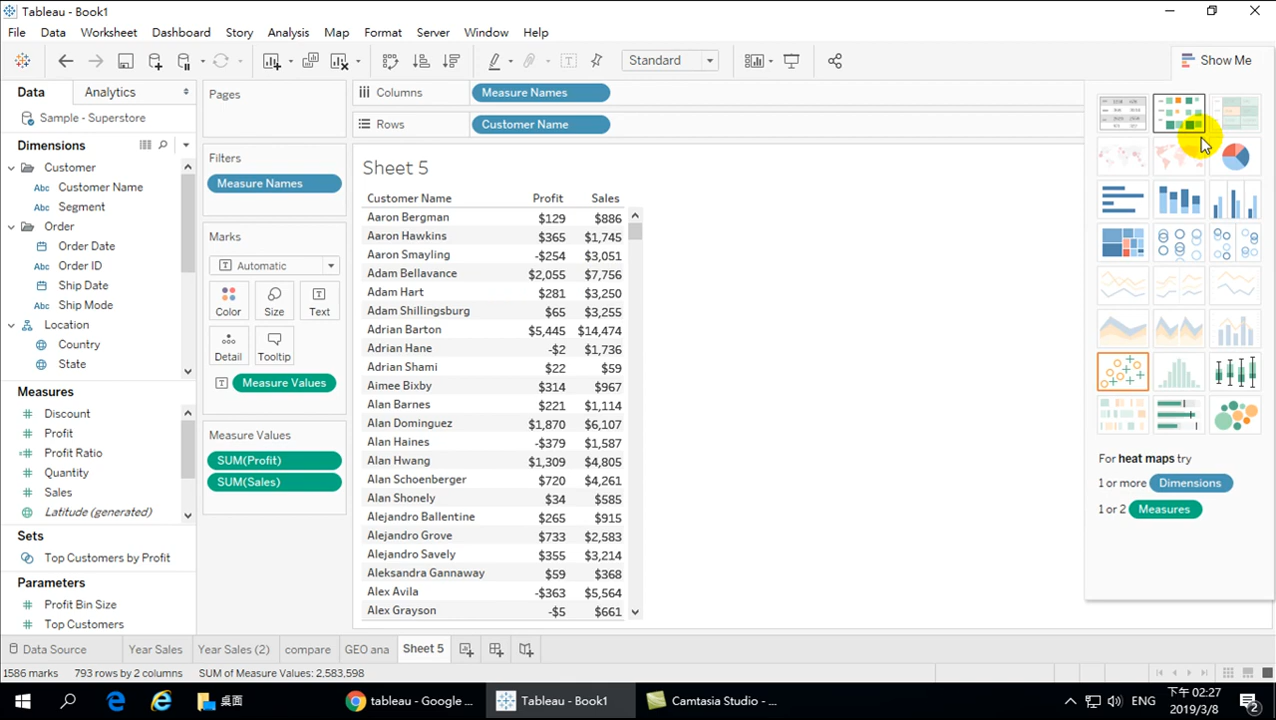 Tableau - Book1
File Data Worksheet Dashboard Story Analysis Map Format Server Window Help
Standard
Show Me
Data Analytics
Sample - Superstore
Dimensions
Customer
Abc Customer Name
Abc Segment
Order
Order Date
Abc Order ID
Ship Date
Abc Ship Mode
Location
Country
State
Measures
Discount
Profit
Profit Ratio
Quantity
Sales
Latitude (generated)
Sets
Top Customers by Profit
Parameters
Profit Bin Size
Top Customers
Pages
Filters
Measure Names
Marks
Automatic
Color Size Text
Detail Tooltip
Measure Values
Measure Values
SUM(Profit)
SUM(Sales)
Columns Measure Names
Rows Customer Name
Sheet 5
Customer Name Profit Sales
Aaron Bergman $129 $886
Aaron Hawkins $365 $1,745
Aaron Smayling -$254 $3,051
Adam Bellavance $2,055 $7,756
Adam Hart $281 $3,250
Adam Shillingsburg $65 $3,255
Adrian Barton $5,445 $14,474
Adrian Hane -$2 $1,736
Adrian Shami $22 $59
Aimee Bixby $314 $967
Alan Barnes $221 $1,114
Alan Dominguez $1,870 $6,107
Alan Haines -$379 $1,587
Alan Hwang $1,309 $4,805
Alan Schoenberger $720 $4,261
Alan Shonely $34 $585
Alejandro Ballentine $265 $915
Alejandro Grove $733 $2,583
Alejandro Savely $355 $3,214
Aleksandra Gannaway $59 $368
Alex Avila -$363 $5,564
Alex Grayson -$5 $661
For heat maps try
1 or more Dimensions
1 or 2 Measures
Data Source Year Sales Year Sales (2) compare GEO ana Sheet 5
1586 marks 793 rows by 2 columns SUM of Measure Values: 2,583,598
桌面 tableau - Google ... Tableau - Book1 Camtasia Studio - ... ENG 下午 02:27
2019/3/8 2